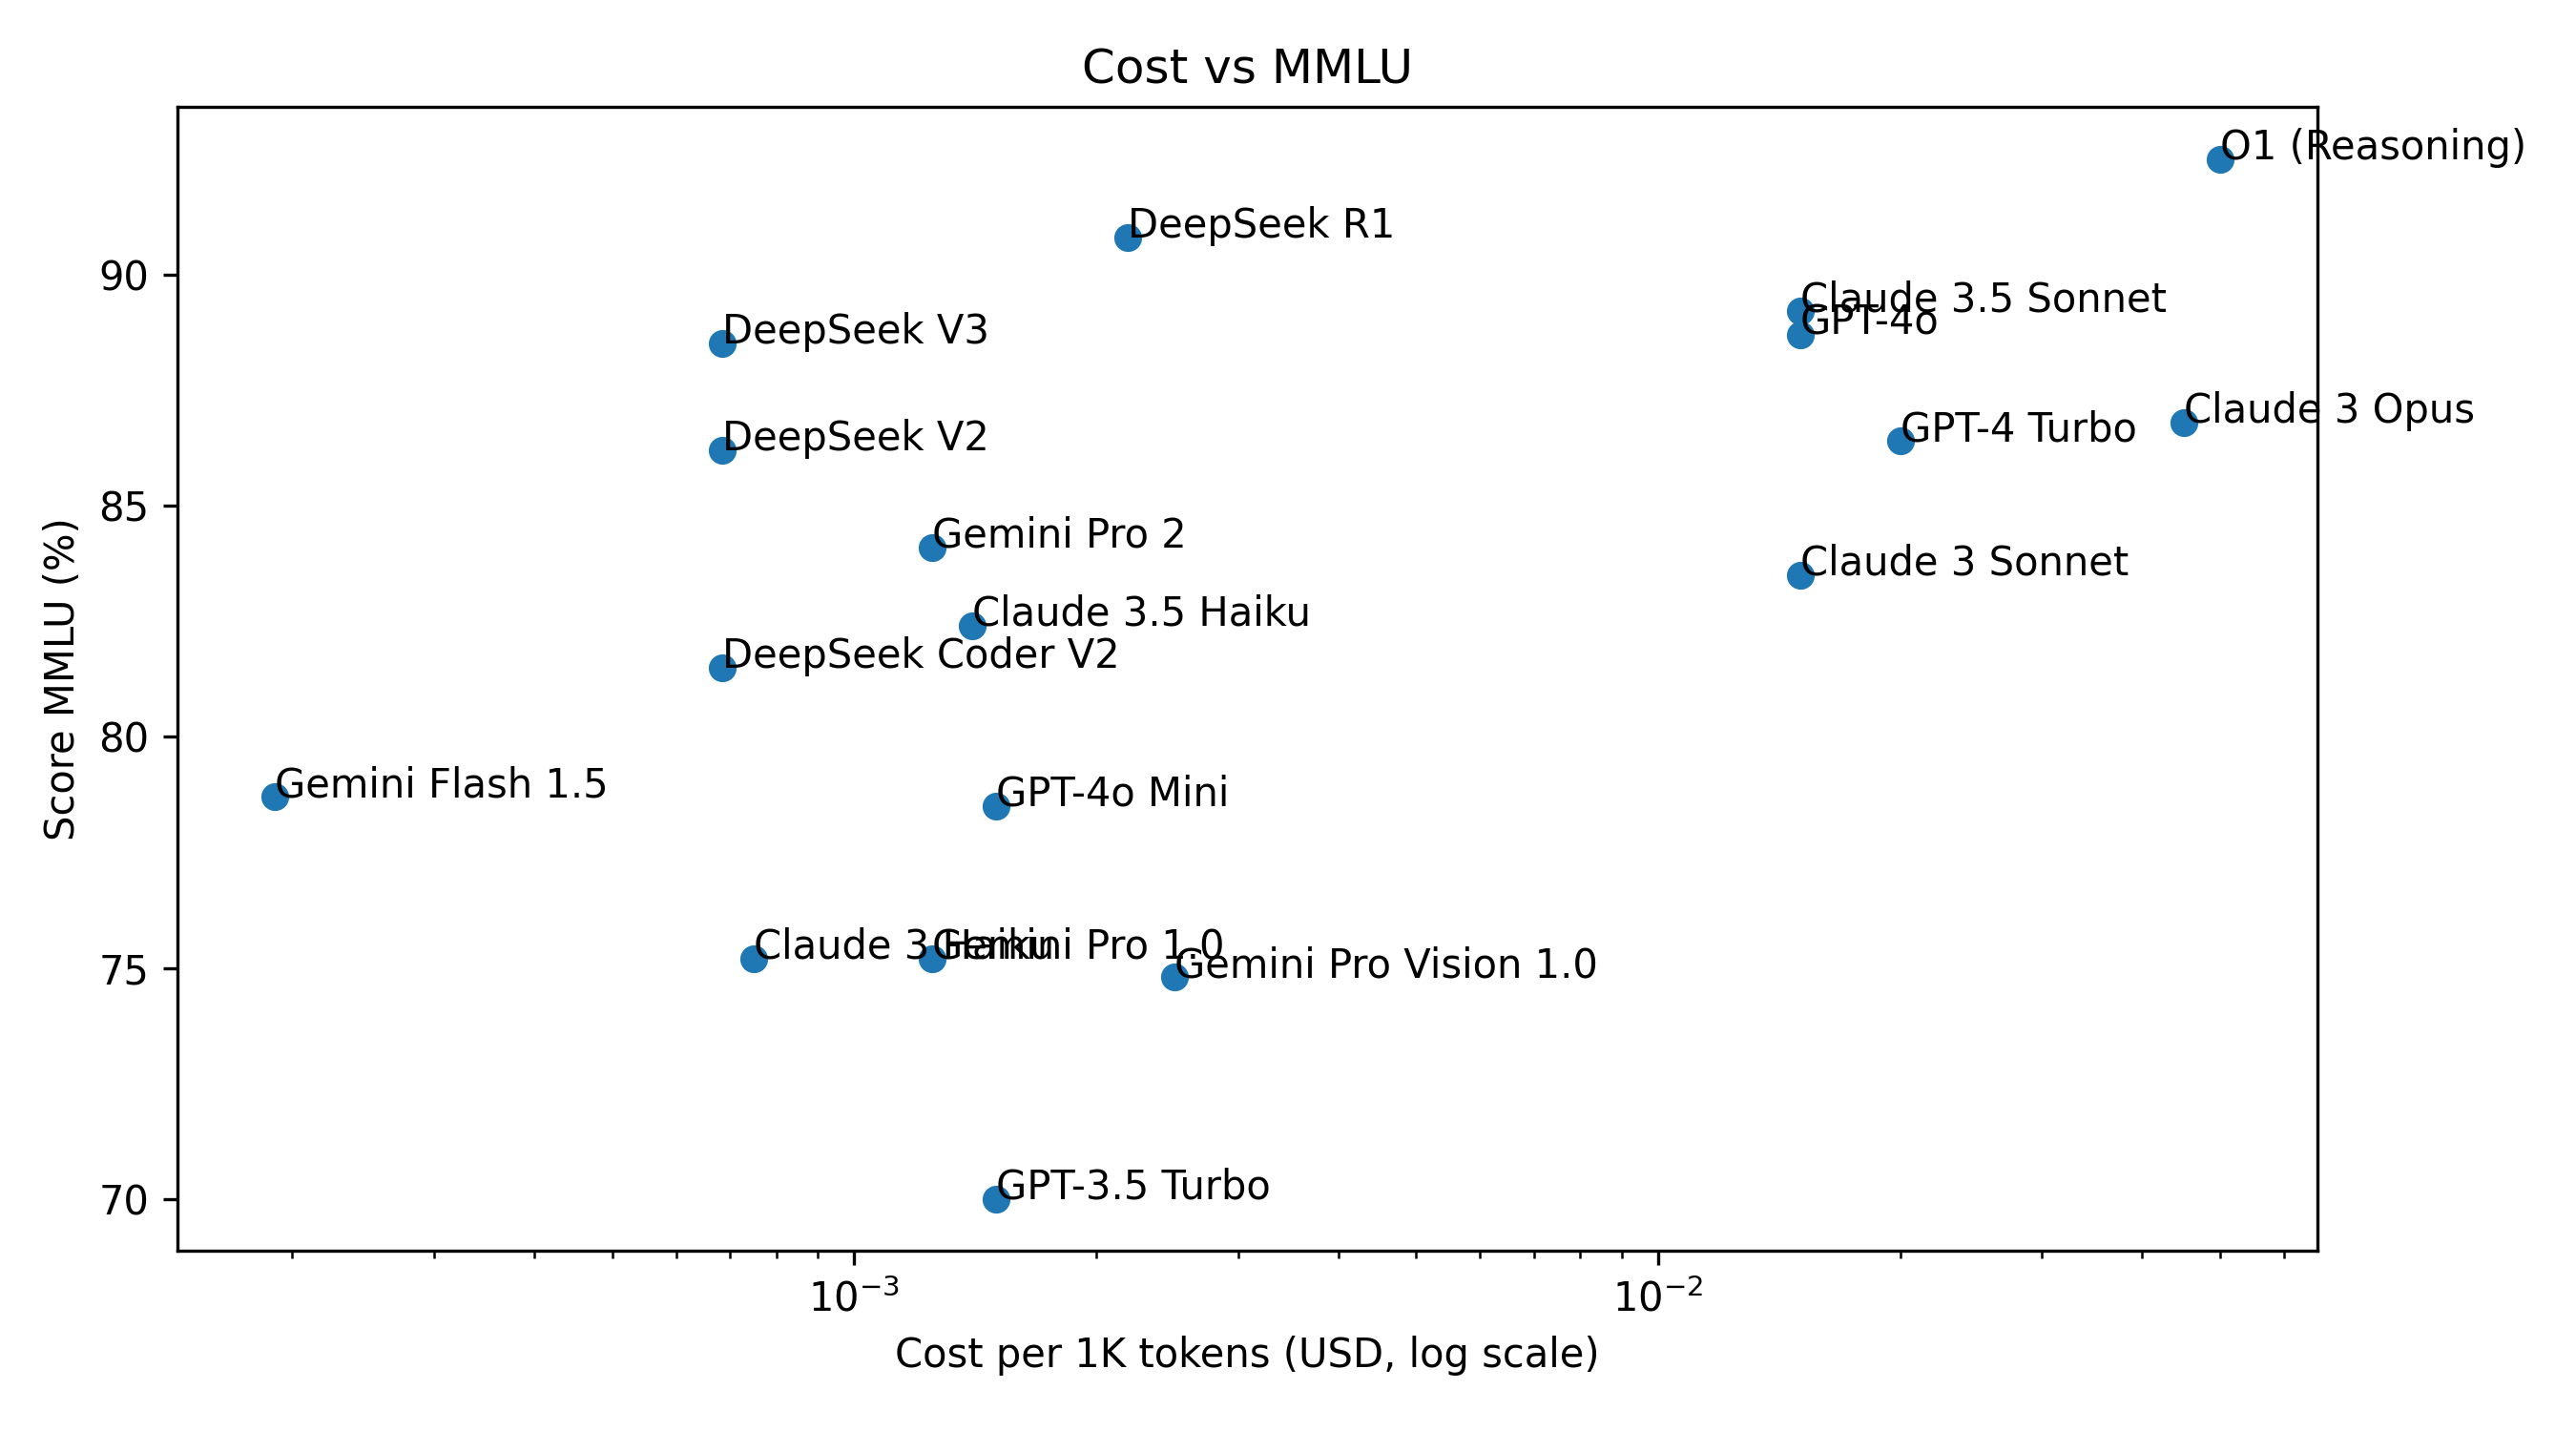 Cost vs MMLU
O1 (Reasoning)
DeepSeek R1
90
Claude 3.5 Sonnet
GPT-4o
DeepSeek V3
Claude 3 Opus
GPT-4 Turbo
DeepSeek V2
85
Gemini Pro 2
Claude 3 Sonnet
Claude 3.5 Haiku
DeepSeek Coder V2
80
Gemini Flash 1.5
GPT-4o Mini
Claude 3 Haiku
Gemini Pro 1.0
75
Gemini Pro Vision 1.0
GPT-3.5 Turbo
70
Score MMLU (%)
10⁻³
10⁻²
Cost per 1K tokens (USD, log scale)